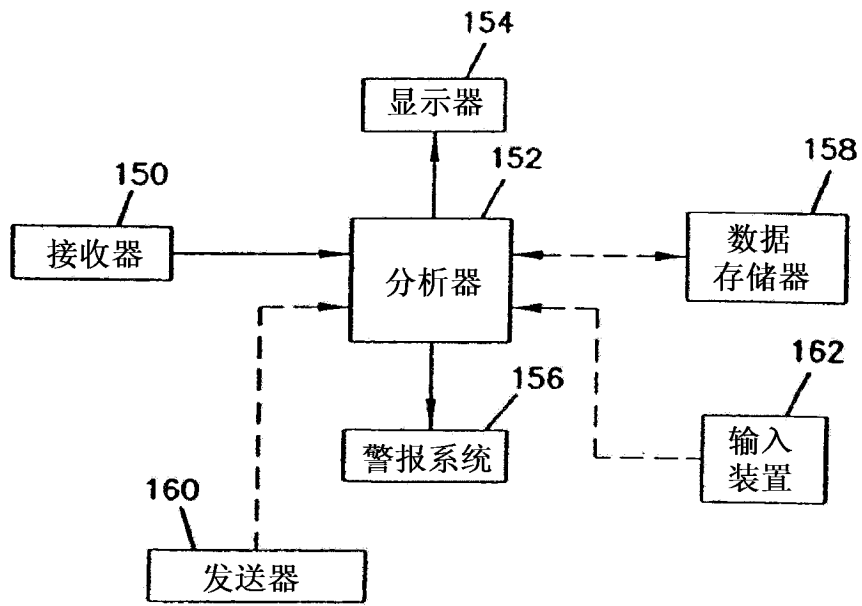 154
显示器
152
158
150
接收器
分析器
数据
存储器
162
156
输入
装置
警报系统
160
发送器